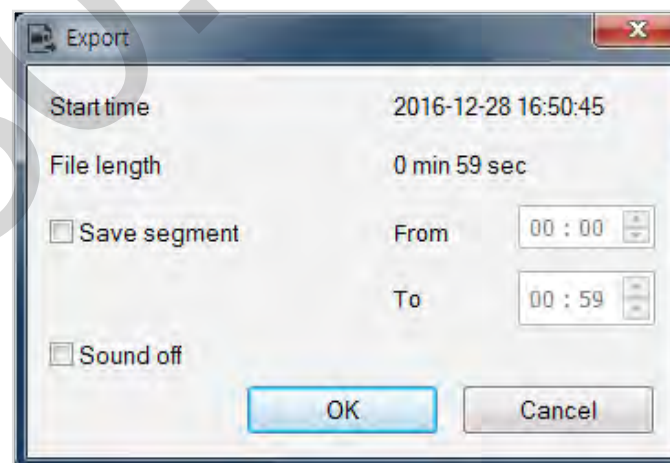 Export
Start time 2016-12-28 16:50:45
File length 0 min 59 sec
Save segment From 00 : 00
To 00 : 59
Sound off
OK Cancel